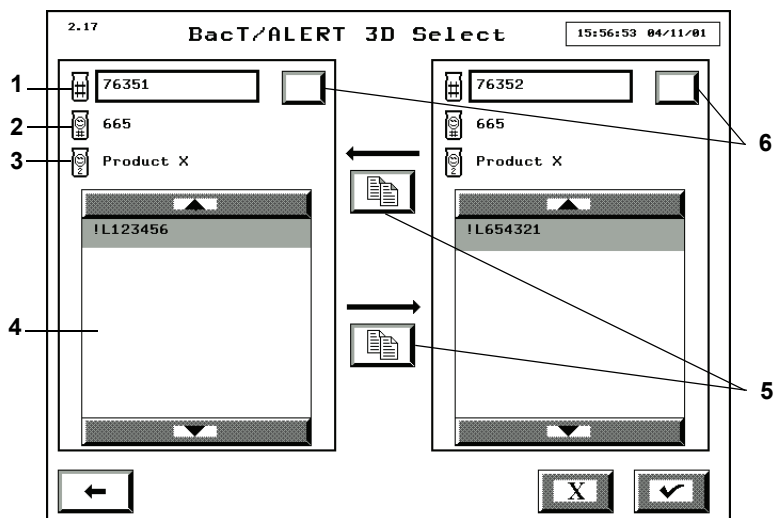 2.17
BacT/ALERT 3D Select
15:56:53 04/11/01
1
76351
76352
2
665
665
6
3
Product X
Product X
!L123456
!L654321
4
5
X